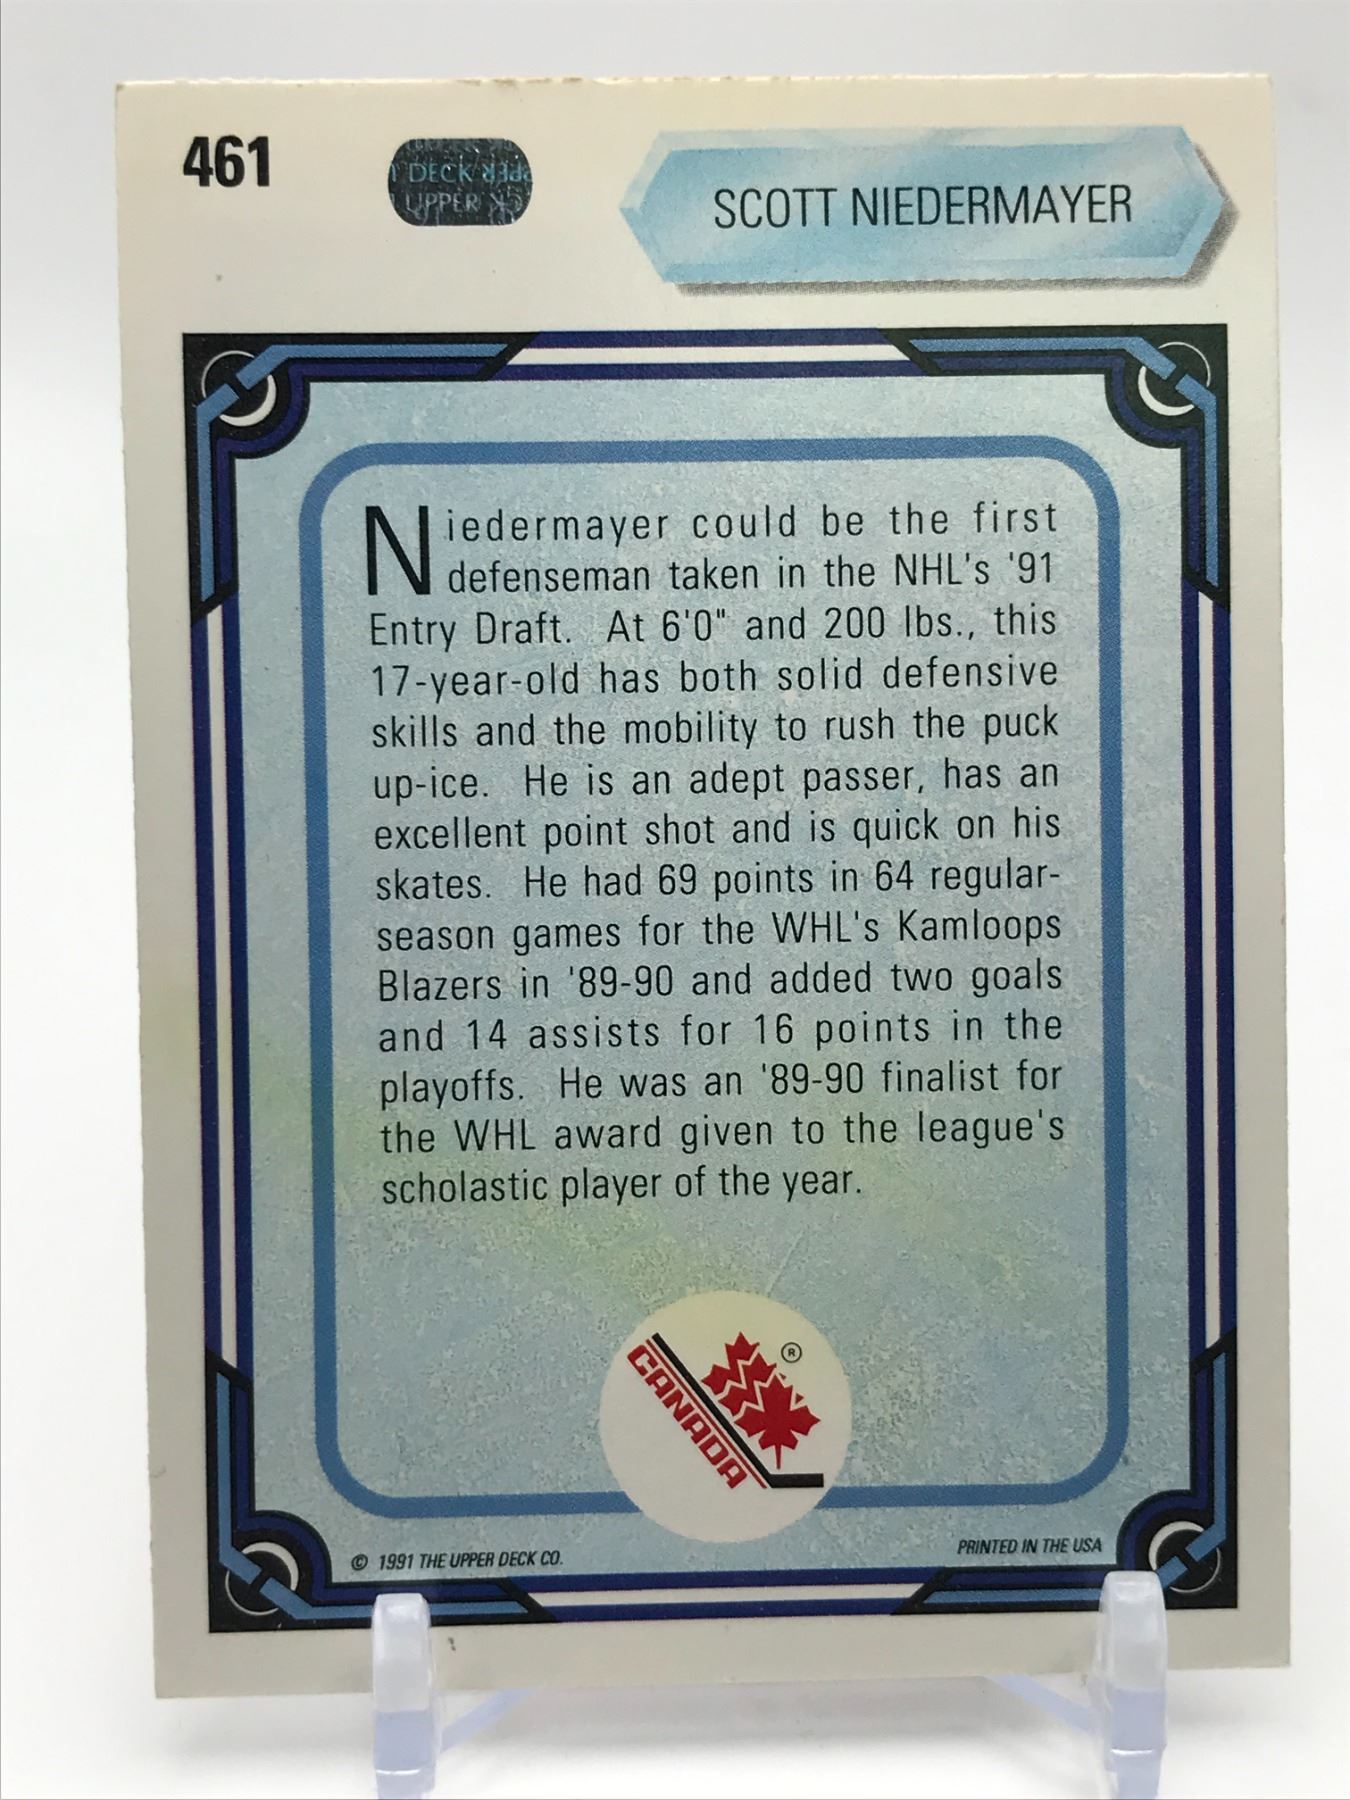 461
DECK
UPPER
SCOTT NIEDERMAYER
Niedermayer could be the first
defenseman taken in the NHL's '91
Entry Draft. At 6'0" and 200 lbs., this
17-year-old has both solid defensive
skills and the mobility to rush the puck
up-ice. He is an adept passer, has an
excellent point shot and is quick on his
skates. He had 69 points in 64 regular-
season games for the WHL's Kamloops
Blazers in '89-90 and added two goals
and 14 assists for 16 points in the
playoffs. He was an '89-90 finalist for
the WHL award given to the league's
scholastic player of the year.
CANADA ®
© 1991 THE UPPER DECK CO.
PRINTED IN THE USA